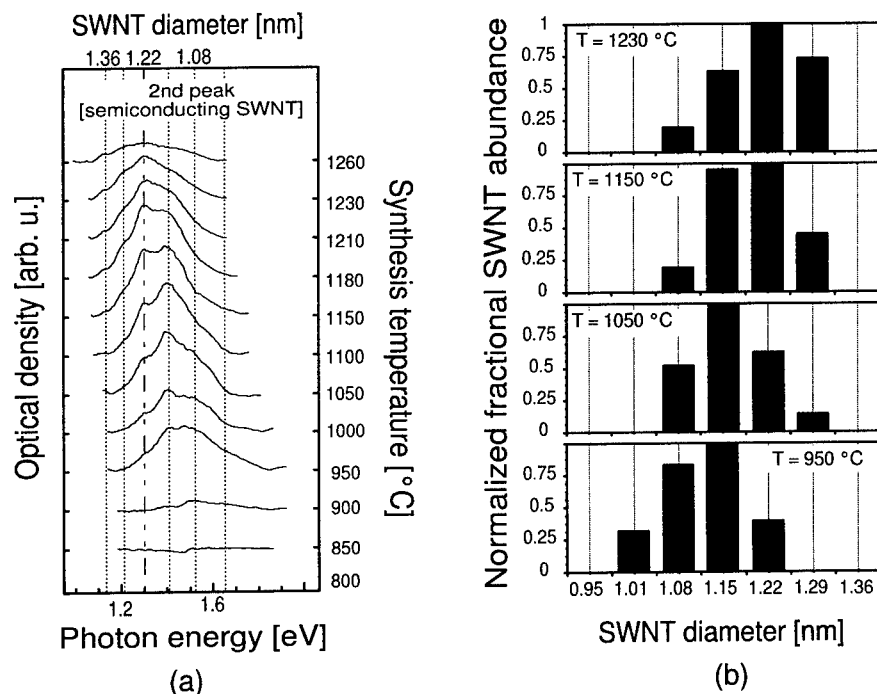 SWNT diameter [nm]
1.36 1.22 1.08
2nd peak
[semiconducting SWNT]
Optical density [arb. u.]
1260
1230
1210
1180
1150
1100
1050
1000
950
900
850
800
Synthesis temperature [°C]
1.2 1.6
Photon energy [eV]
(a)
Normalized fractional SWNT abundance
1
0.75
0.5
0.25
0
T = 1230 °C
1
0.75
0.5
0.25
0
T = 1150 °C
1
0.75
0.5
0.25
0
T = 1050 °C
1
0.75
0.5
0.25
0
T = 950 °C
0.95 1.01 1.08 1.15 1.22 1.29 1.36
SWNT diameter [nm]
(b)